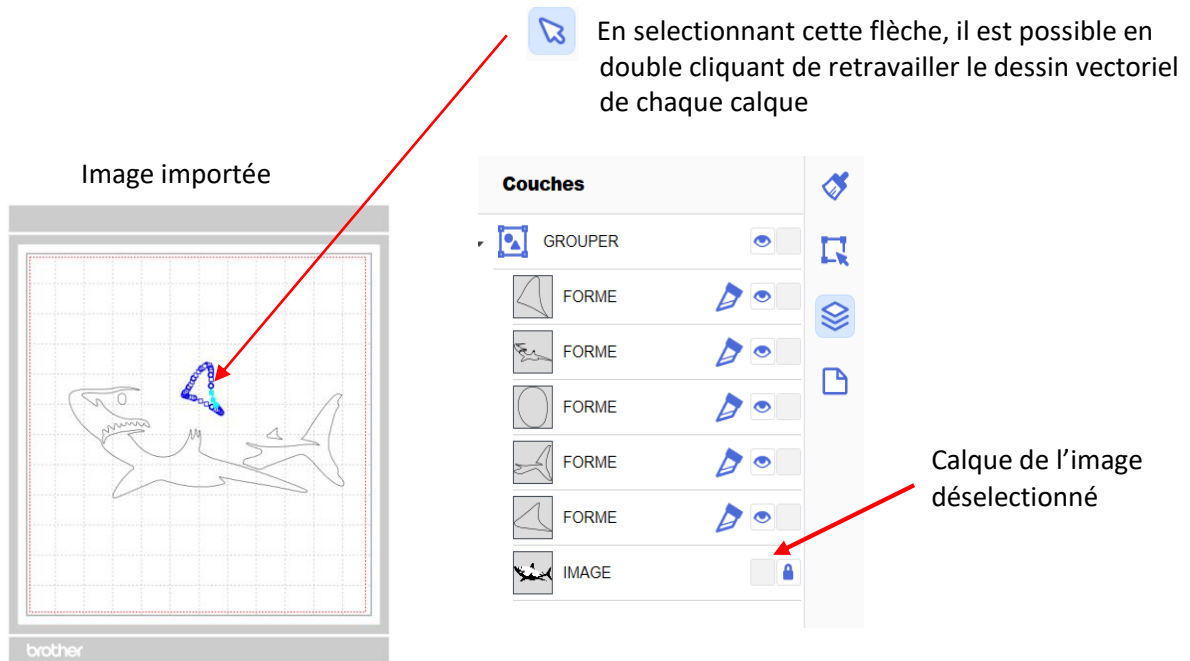 En selectionnant cette flèche, il est possible en
double cliquant de retravailler le dessin vectoriel
de chaque calque
Image importée
brother
Couches
GROUPER
FORME
FORME
FORME
FORME
FORME
IMAGE
Calque de l’image
déselectionné